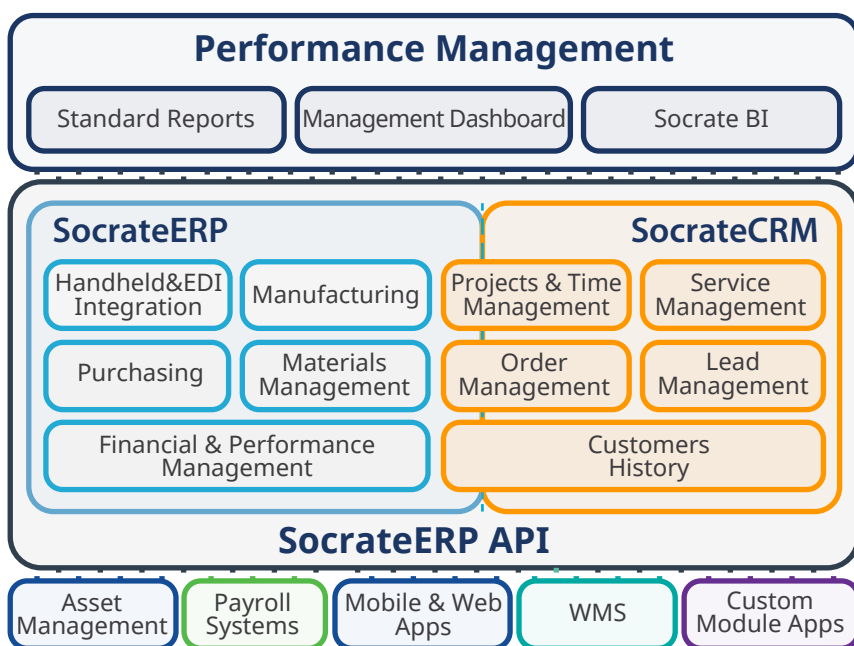 Performance Management
Standard Reports
Management Dashboard
Socrate BI
SocrateERP
SocrateCRM
Handheld&EDI
Integration
Manufacturing
Projects & Time
Management
Service
Management
Purchasing
Materials
Management
Order
Management
Lead
Management
Financial & Performance
Management
Customers
History
SocrateERP API
Asset
Management
Payroll
Systems
Mobile & Web
Apps
WMS
Custom
Module Apps